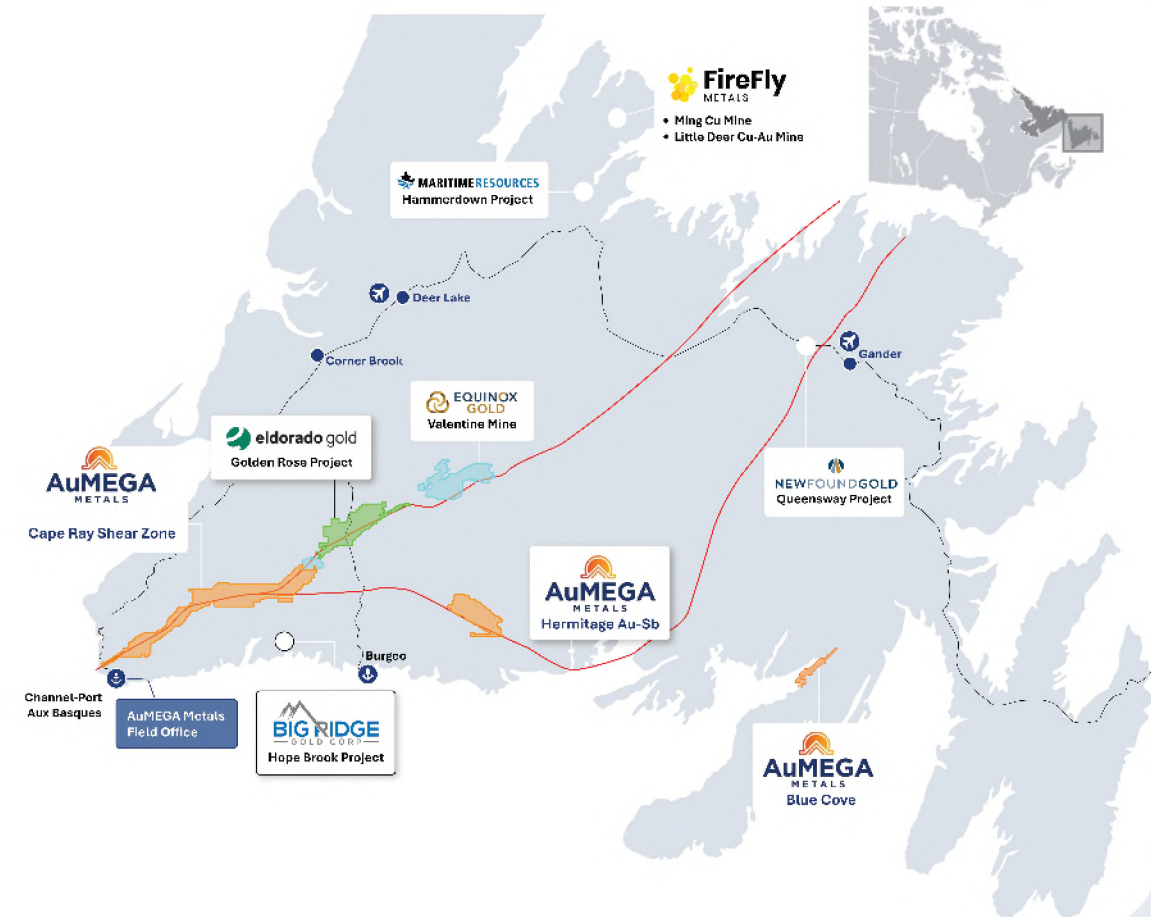 FireFly
METALS
• Ming Cu Mine
• Little Deer Cu-Au Mine
MARITIME RESOURCES
Hammerdown Project
Deer Lake
Corner Brook
Gander
EQUINOX
GOLD
Valentine Mine
eldorado gold
Golden Rose Project
AuMEGA
METALS
Cape Ray Shear Zone
NEWFOUNDGOLD
Queensway Project
AuMEGA
METALS
Hermitage Au-Sb
Burgeo
Channel-Port
Aux Basques
AuMEGA Metals
Field Office
BIG RIDGE
GOLD CORP
Hope Brook Project
AuMEGA
METALS
Blue Cove